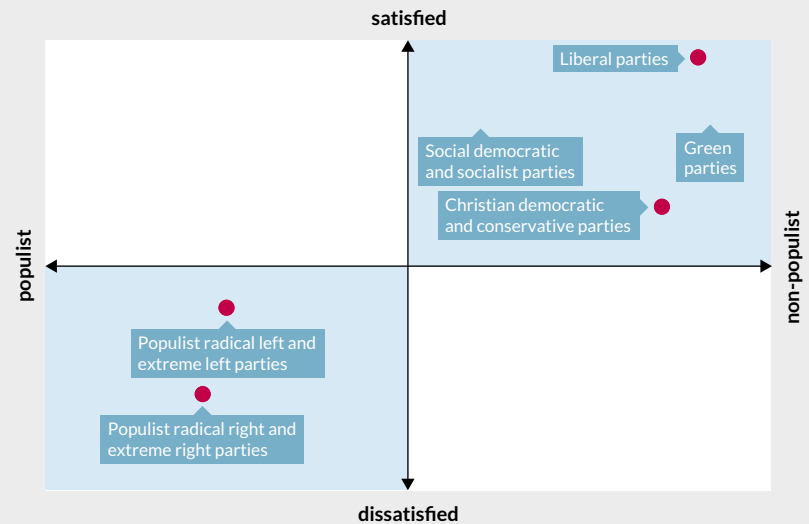 satisfied
Liberal parties
Social democratic
and socialist parties
Green
parties
Christian democratic
and conservative parties
populist
non-populist
Populist radical left and
extreme left parties
Populist radical right and
extreme right parties
dissatisfied